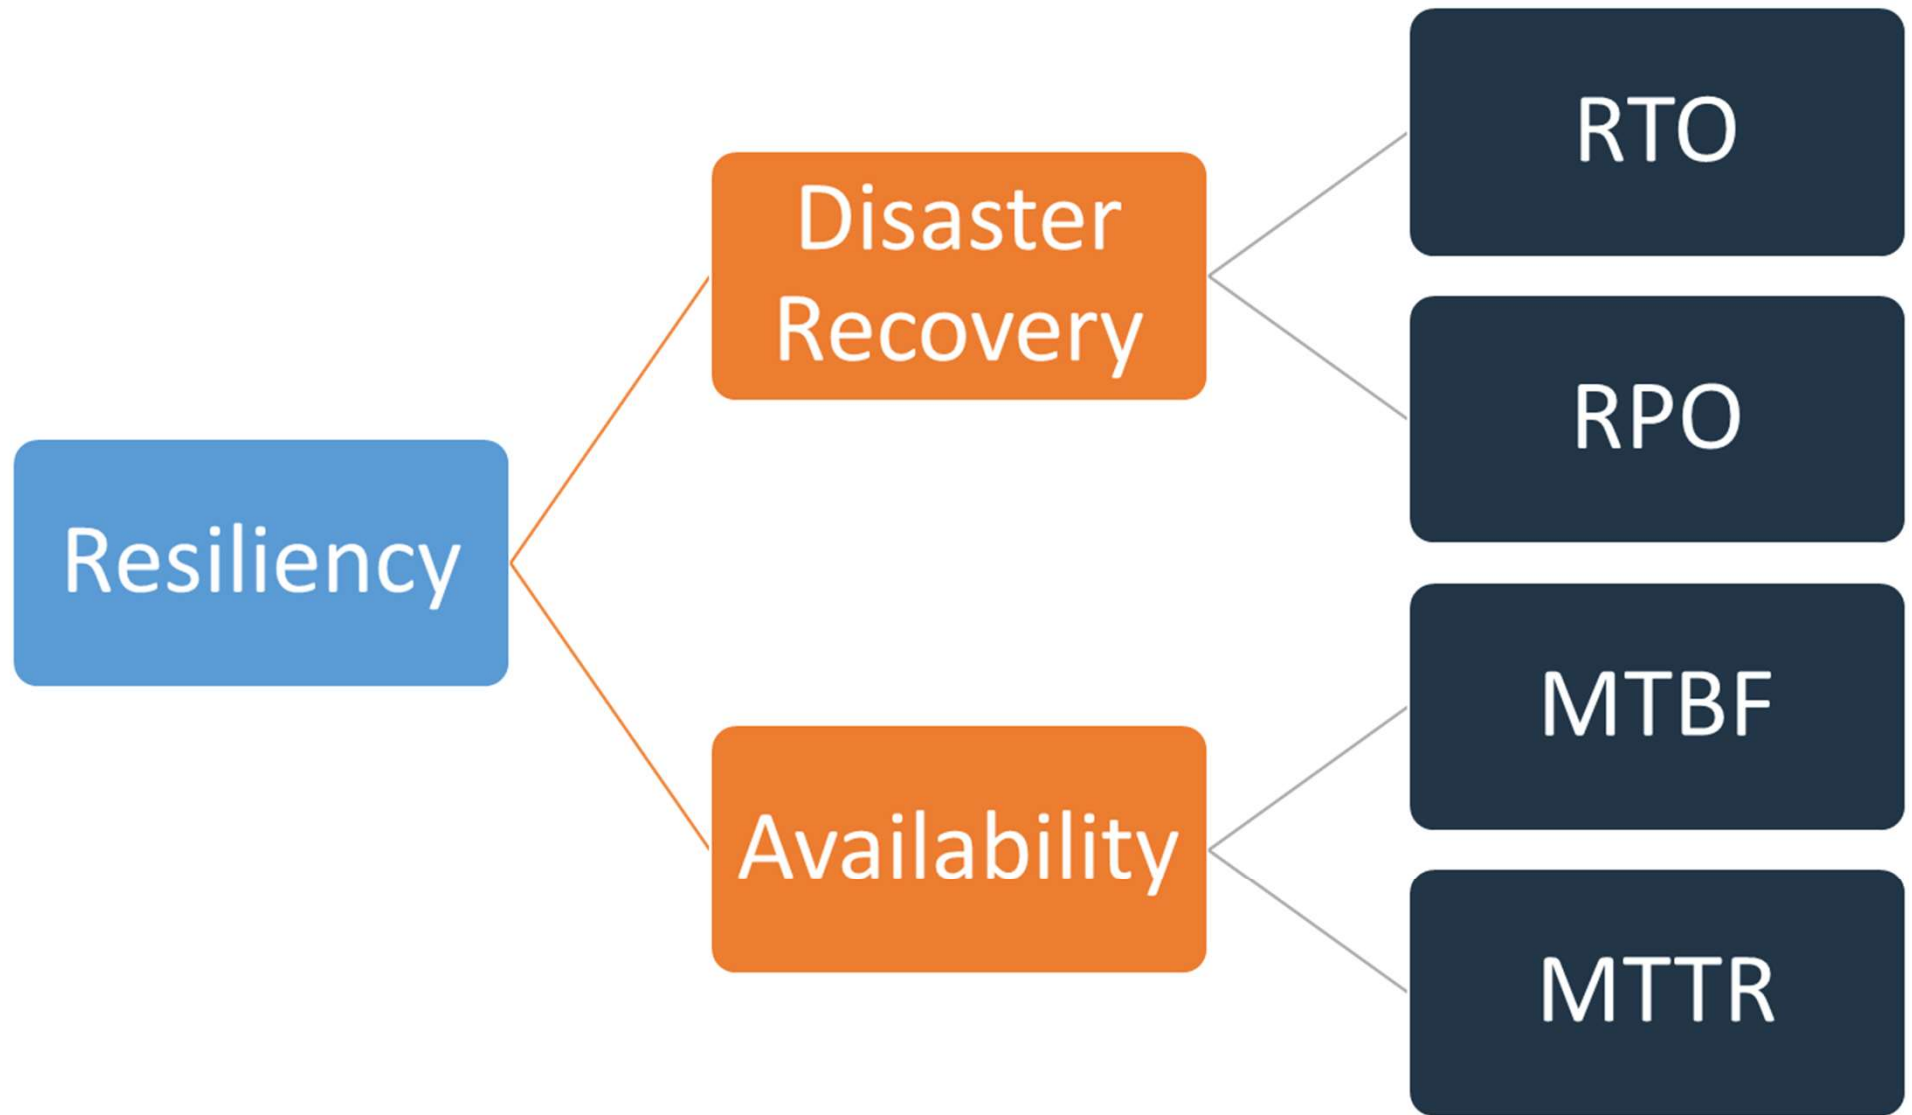 Resiliency
Disaster
Recovery
Availability
RTO
RPO
MTBF
MTTR